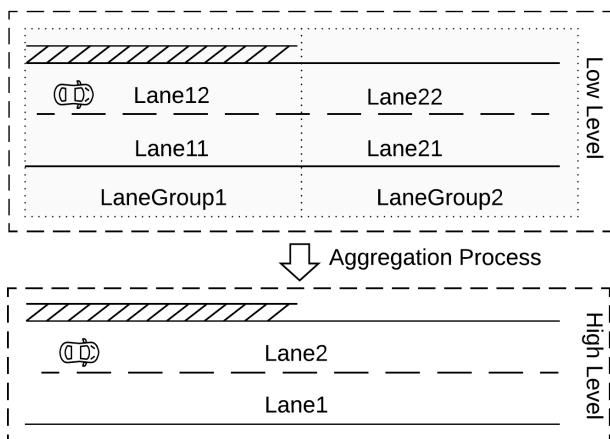 Lane12
Lane22
Low Level
Lane11
Lane21
LaneGroup1
LaneGroup2
Aggregation Process
Lane2
High Level
Lane1